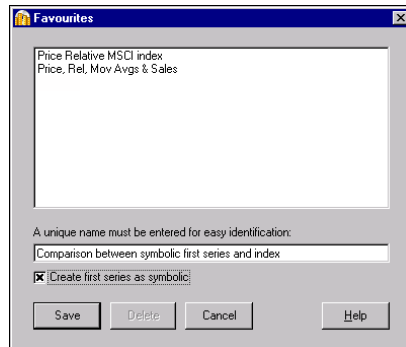 Favourites
Price Relative MSCI index
Price, Rel, Mov Avgs & Sales
A unique name must be entered for easy identification:
Comparison between symbolic first series and index
Create first series as symbolic
Save Delete Cancel Help